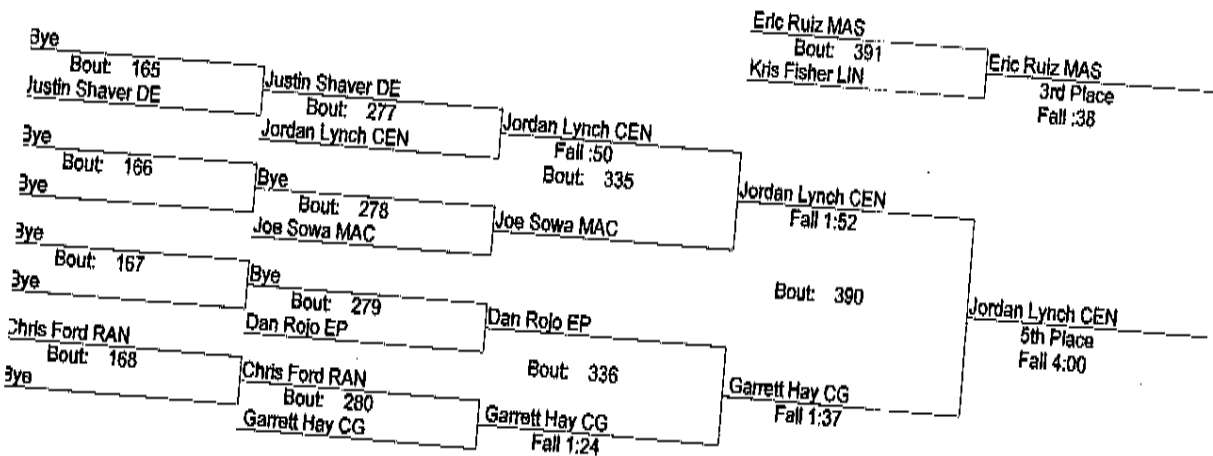 Bye
Bout: 165
Justin Shaver DE
Bye
Bout: 166
Bye
Bye
Bout: 167
Bye
Chris Ford RAN
Bout: 168
Bye
Justin Shaver DE
Bout: 277
Jordan Lynch CEN
Bye
Bout: 278
Joe Sowa MAC
Bye
Bout: 279
Dan Rojo EP
Chris Ford RAN
Bout: 280
Garrett Hay CG
Jordan Lynch CEN
Fall :50
Bout: 335
Joe Sowa MAC
Dan Rojo EP
Bout: 336
Garrett Hay CG
Fall 1:24
Jordan Lynch CEN
Fall 1:52
Bout: 390
Garrett Hay CG
Fall 1:37
Jordan Lynch CEN
5th Place
Fall 4:00
Eric Ruiz MAS
Bout: 391
Kris Fisher LIN
Eric Ruiz MAS
3rd Place
Fall :38